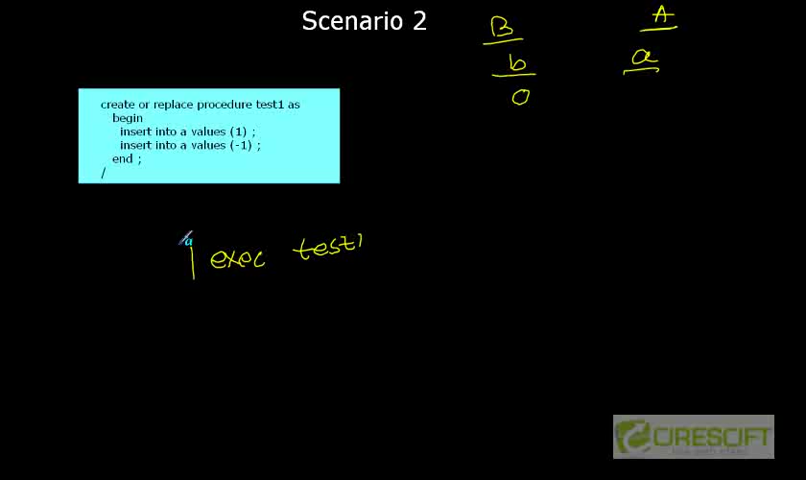 Scenario 2
B A
b a
0
create or replace procedure test1 as
begin
insert into a values (1) ;
insert into a values (-1) ;
end ;
/
exec test1